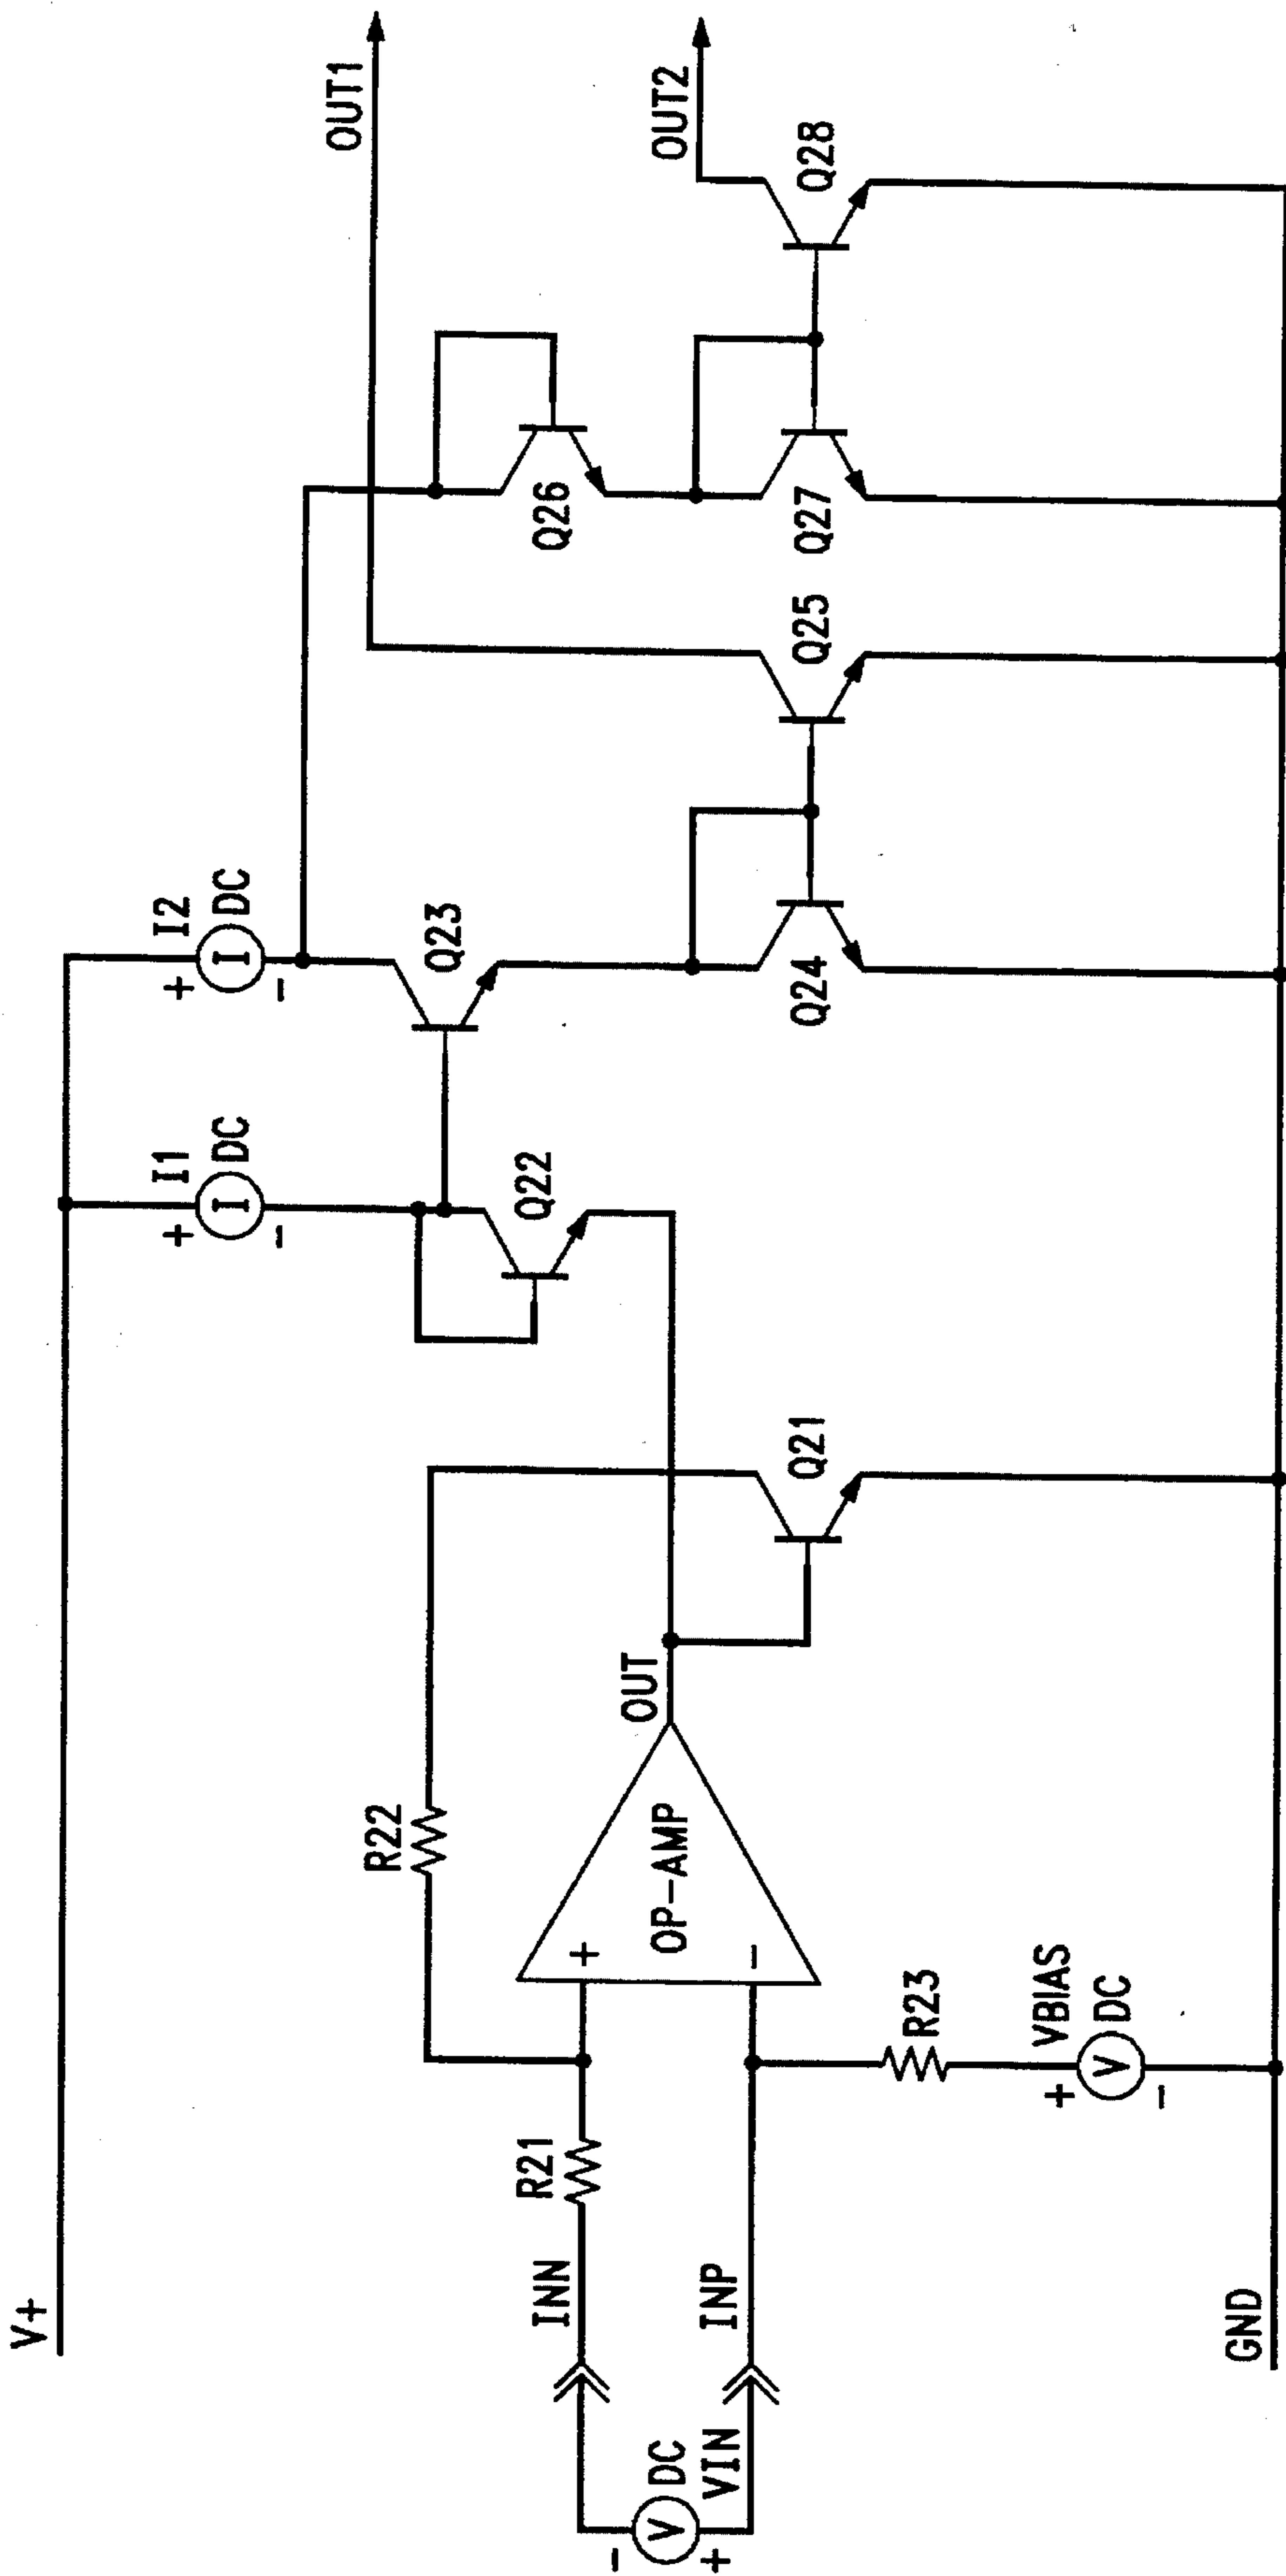 V+
I1
+
I
DC
-
I2
+
I
DC
-
OUT1
OUT2
R22
Q22
Q23
Q26
R21
INN
+
OP-AMP
-
OUT
Q21
Q24
Q25
Q27
Q28
-
V
DC
+
VIN
INP
R23
VBIAS
+
V
DC
-
GND